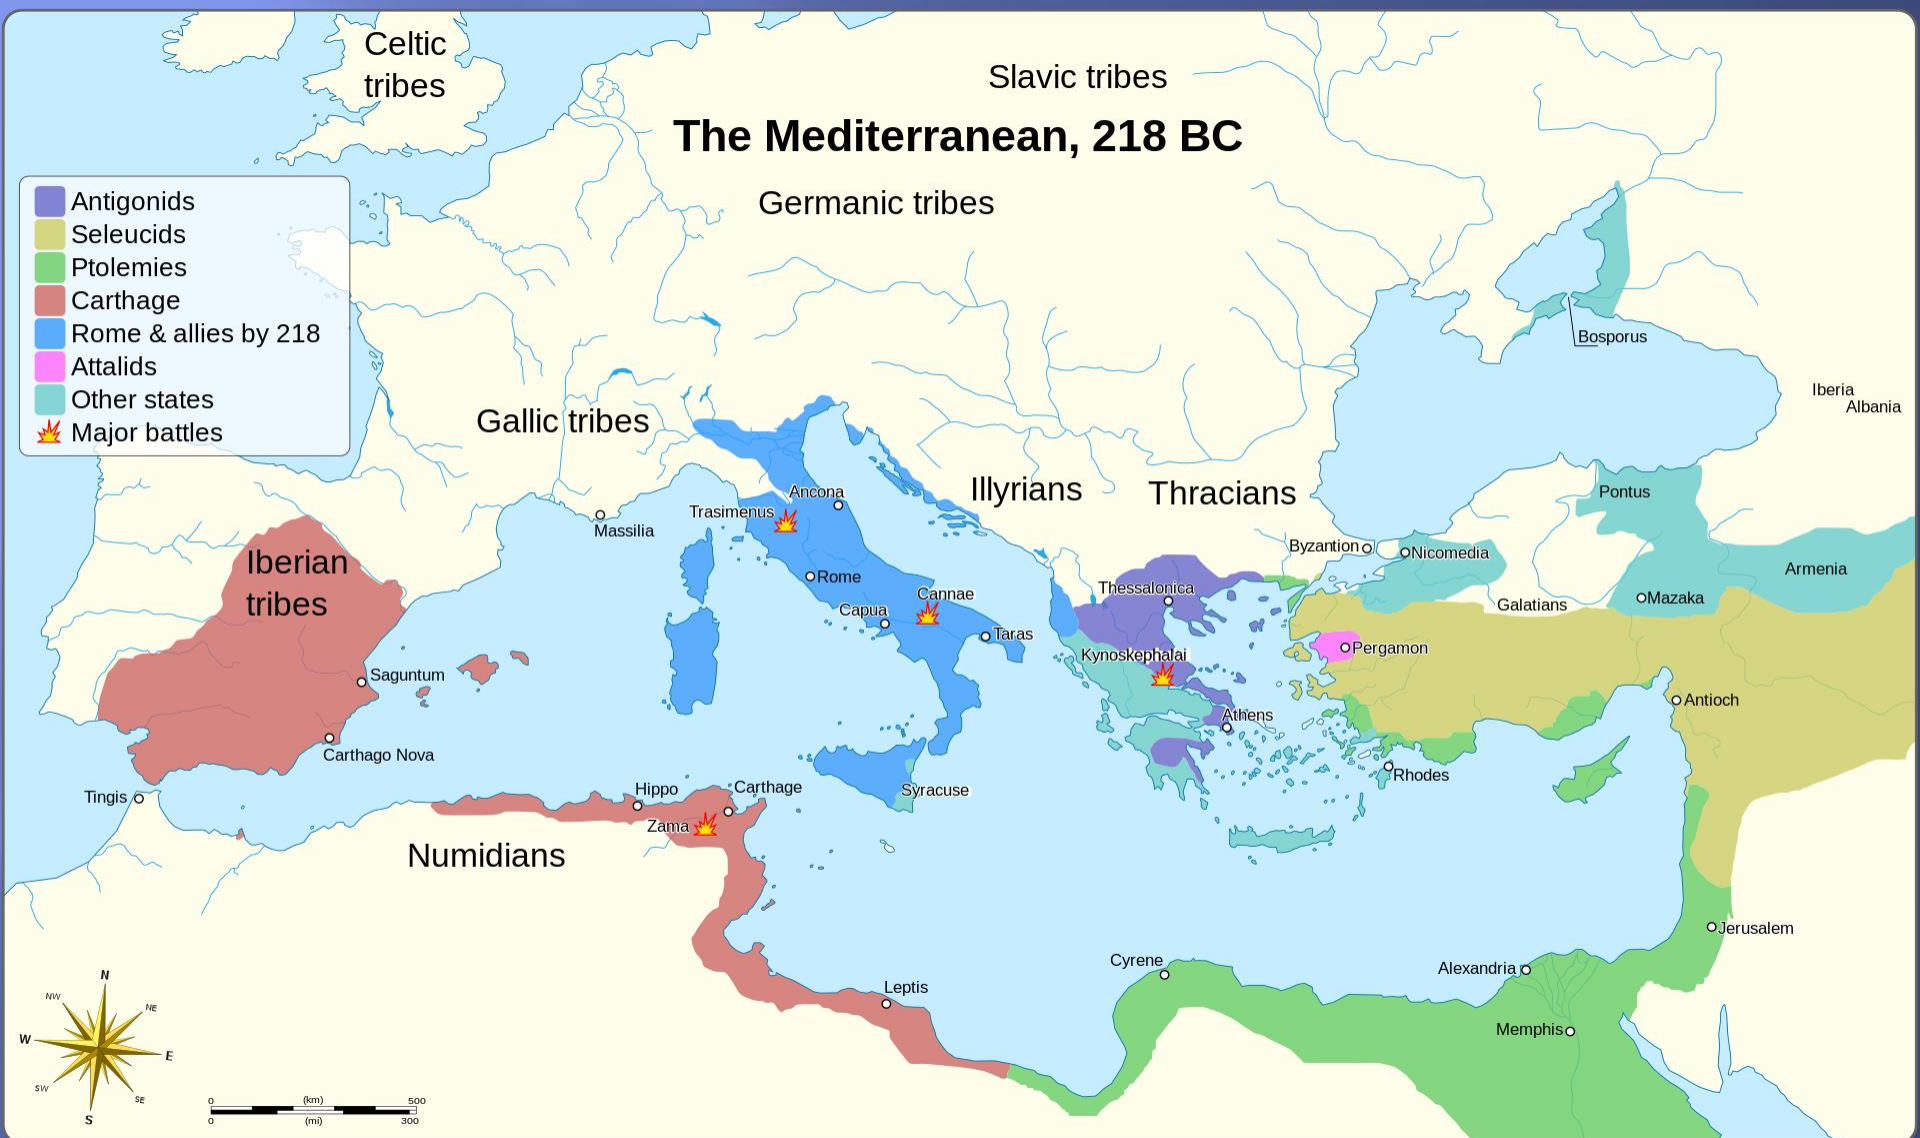 Celtic
tribes
Slavic tribes
The Mediterranean, 218 BC
Germanic tribes
Antigonids
Seleucids
Ptolemies
Carthage
Rome & allies by 218
Attalids
Other states
Major battles
Bosporus
Iberia
Albania
Gallic tribes
Illyrians
Thracians
Pontus
Ancona
Trasimenus
Massilia
Byzantion
Nicomedia
Armenia
Iberian
tribes
Rome
Cannae
Capua
Taras
Thessalonica
Galatians
Mazaka
Kynoskephalai
Pergamon
Saguntum
Antioch
Athens
Carthago Nova
Rhodes
Tingis
Hippo
Carthage
Syracuse
Zama
Numidians
Jerusalem
Cyrene
Alexandria
Leptis
Memphis
N
NW
NE
W
E
SW
SE
S
0 (km) 500
0 (mi) 300